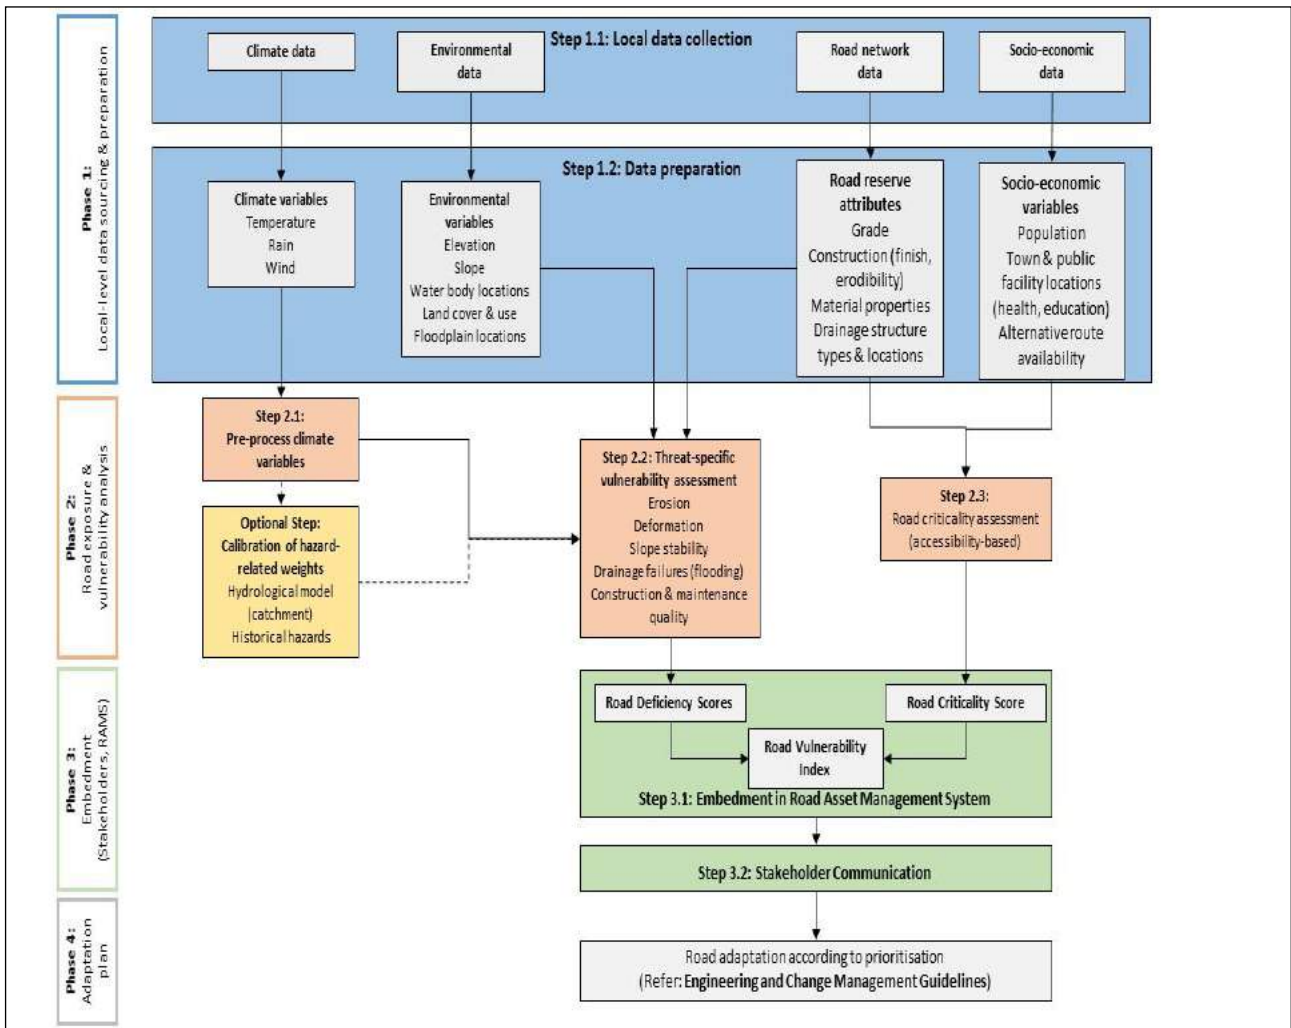 Phase 1:
Local-level data sourcing & preparation
Step 1.1: Local data collection
Climate data
Environmental
data
Road network
data
Socio-economic
data
Step 1.2: Data preparation
Climate variables
Temperature
Rain
Wind
Environmental
variables
Elevation
Slope
Water body locations
Land cover & use
Floodplain locations
Road reserve
attributes
Grade
Construction (finish,
erodibility)
Material properties
Drainage structure
types & locations
Socio-economic
variables
Population
Town & public
facility locations
(health, education)
Alternative route
availability
Phase 2:
Road exposure &
vulnerability analysis
Step 2.1:
Pre-process climate
variables
Optional Step:
Calibration of hazard-
related weights
Hydrological model
(catchment)
Historical hazards
Step 2.2: Threat-specific
vulnerability assessment
Erosion
Deformation
Slope stability
Drainage failures (flooding)
Construction & maintenance
quality
Step 2.3:
Road criticality assessment
(accessibility-based)
Phase 3:
Embedment
(Stakeholders, RAMS)
Road Deficiency Scores
Road Criticality Score
Road Vulnerability
Index
Step 3.1: Embedment in Road Asset Management System
Step 3.2: Stakeholder Communication
Phase 4:
Adaptation
plan
Road adaptation according to prioritisation
(Refer: Engineering and Change Management Guidelines)